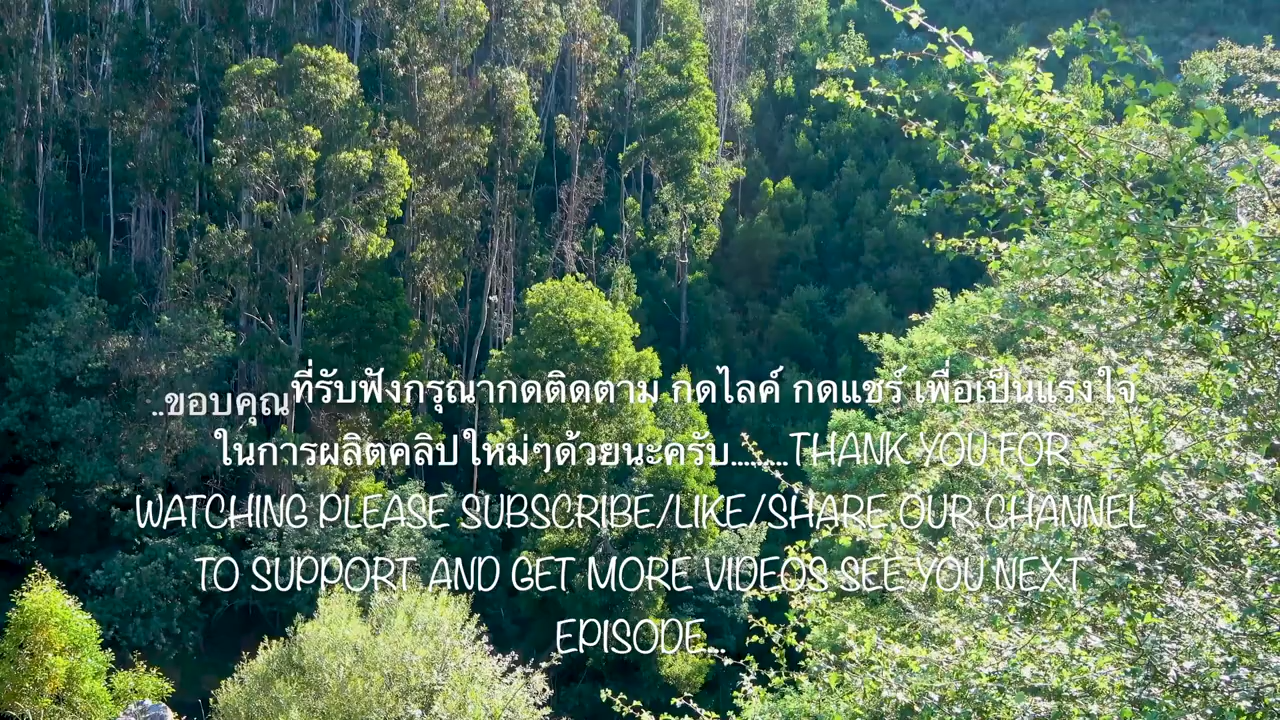 ..ขอบคุณที่รับฟังกรุณากดติดตาม กดไลค์ กดแชร์ เพื่อเป็นแรงใจ
ในการผลิตคลิปใหม่ๆด้วยนะครับ.........THANK YOU FOR
WATCHING PLEASE SUBSCRIBE/LIKE/SHARE OUR CHANNEL
TO SUPPORT AND GET MORE VIDEOS SEE YOU NEXT
EPISODE...